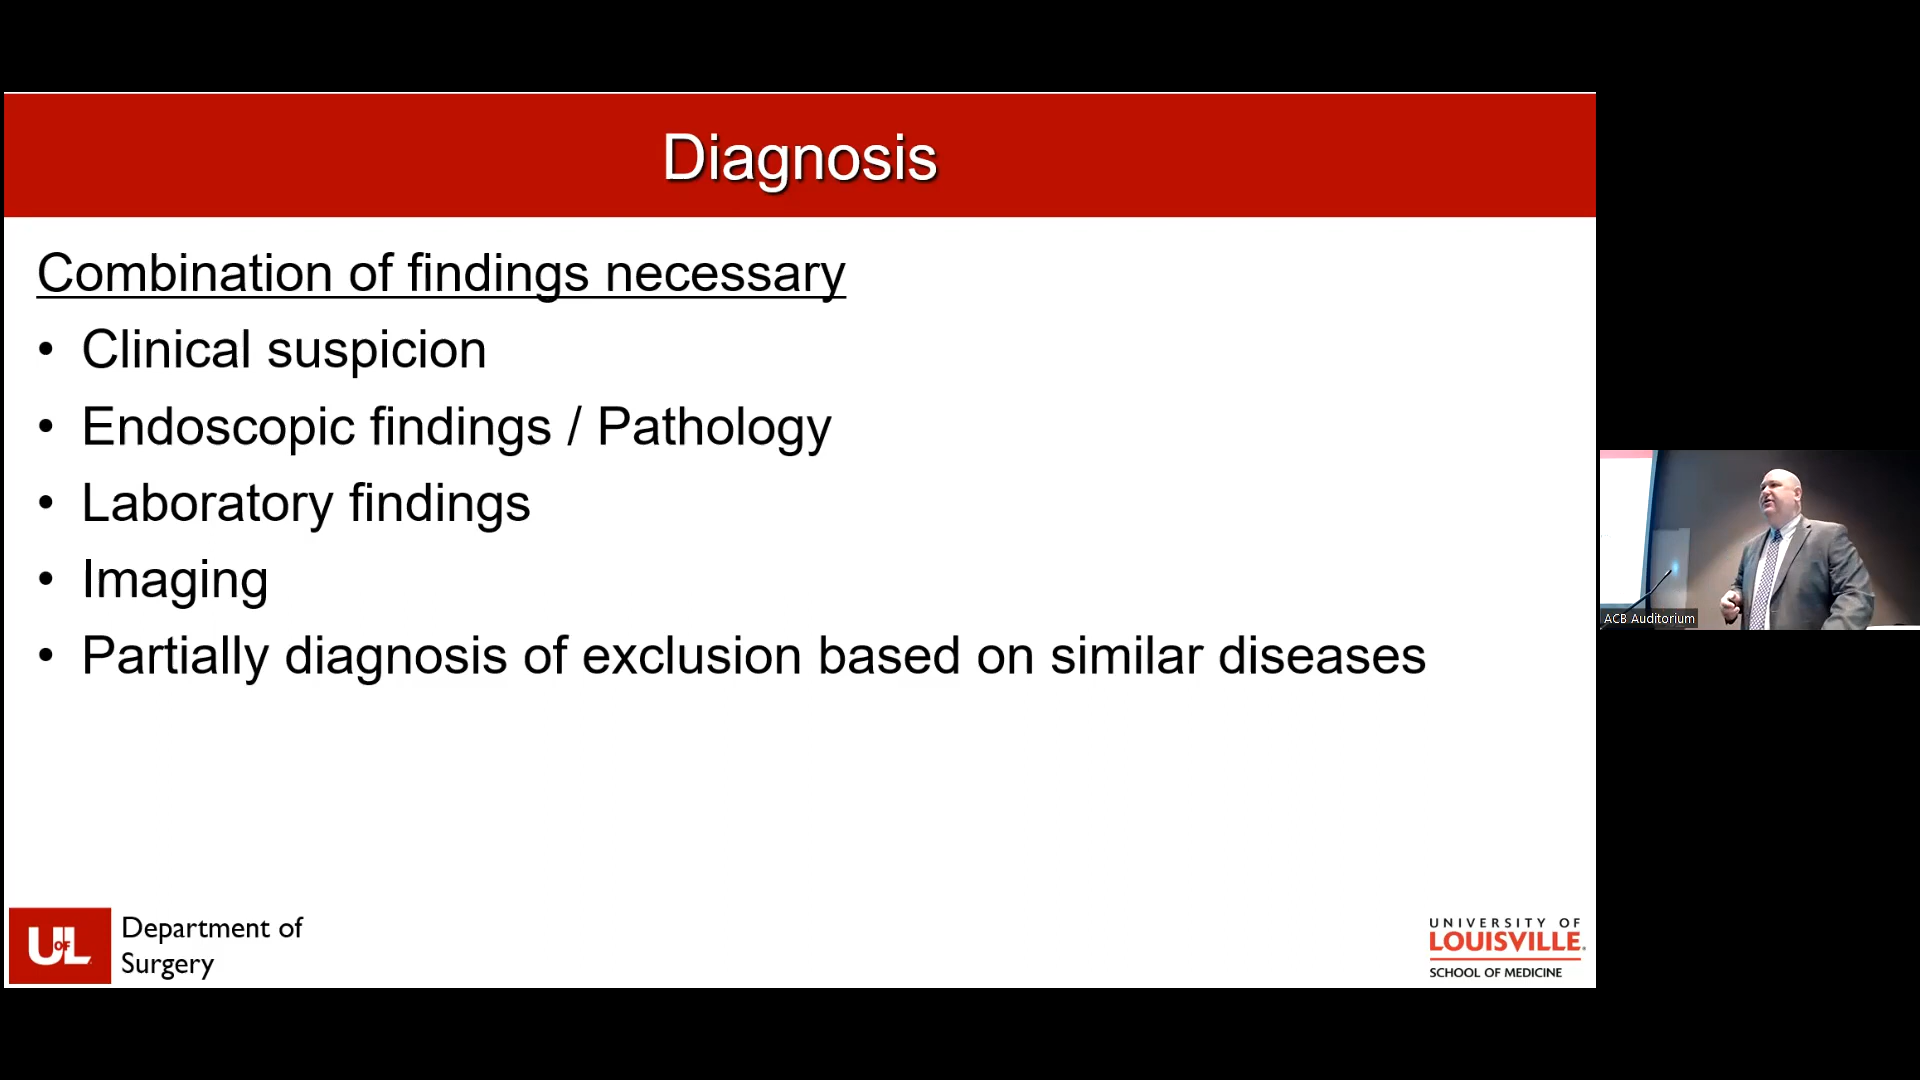 Diagnosis
Combination of findings necessary
• Clinical suspicion
• Endoscopic findings / Pathology
• Laboratory findings
• Imaging
• Partially diagnosis of exclusion based on similar diseases
UofL
Department of
Surgery
UNIVERSITY OF
LOUISVILLE.
SCHOOL OF MEDICINE
ACB Auditorium